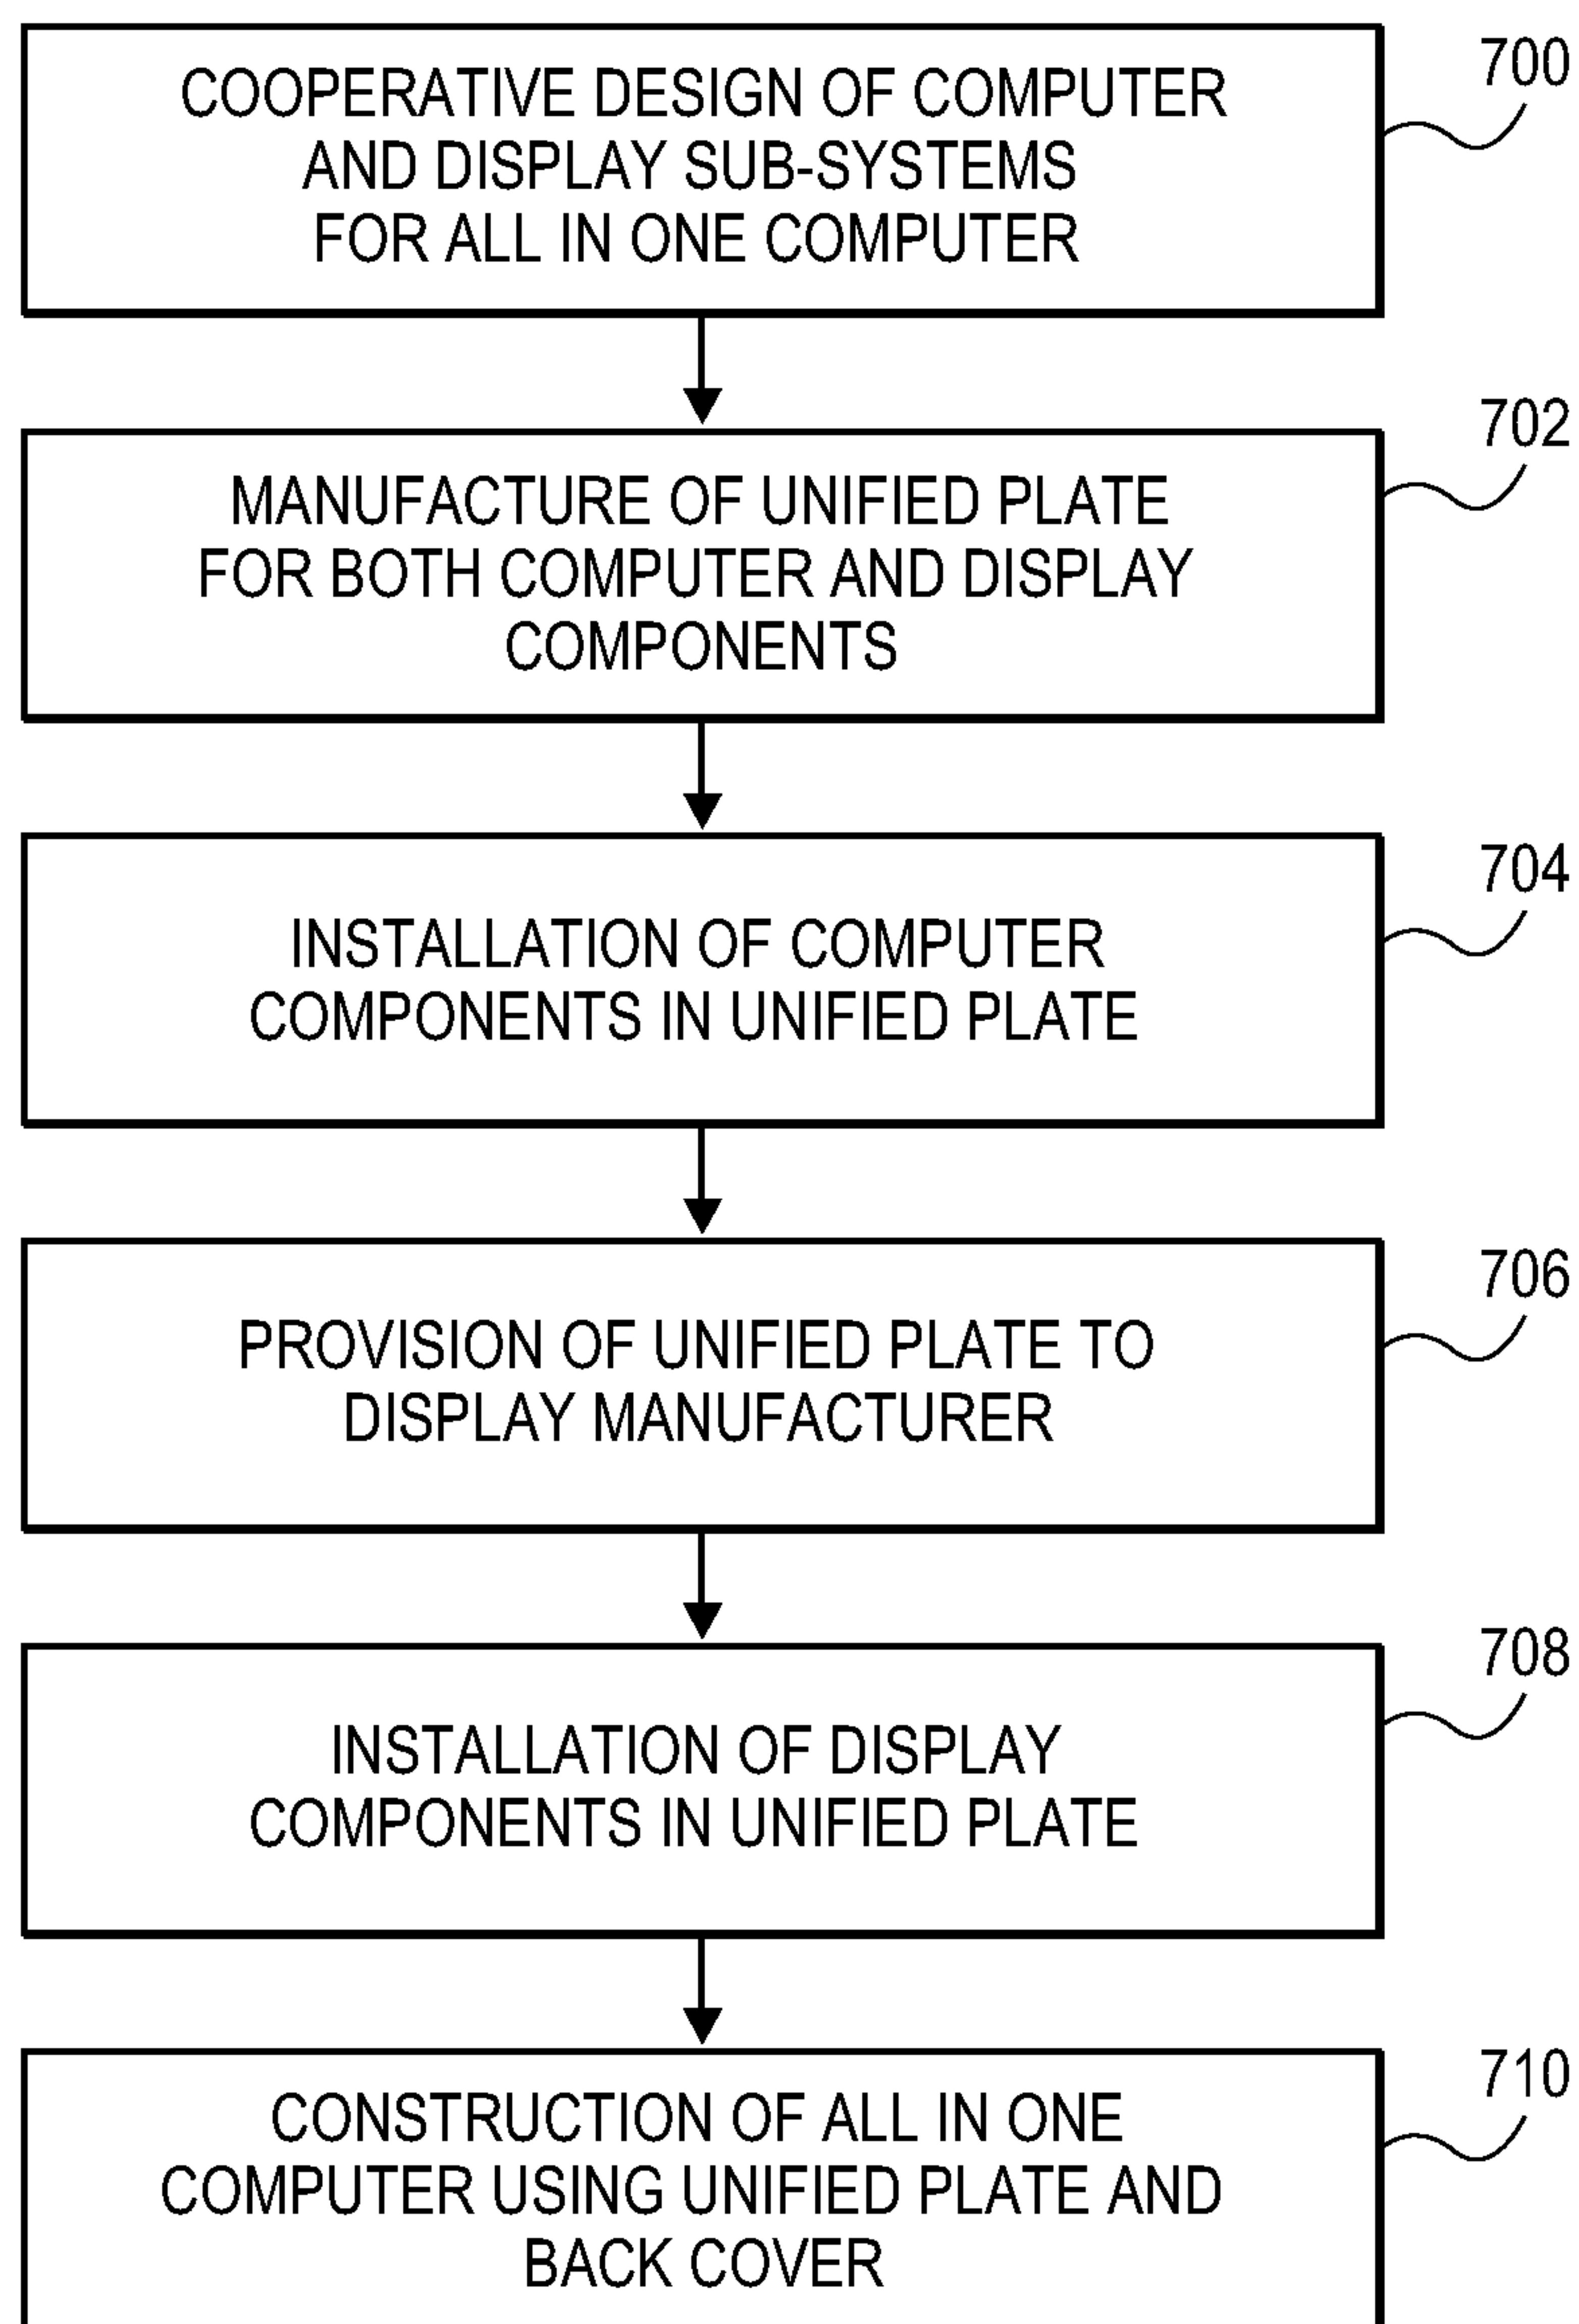 700
COOPERATIVE DESIGN OF COMPUTER
AND DISPLAY SUB-SYSTEMS
FOR ALL IN ONE COMPUTER
702
MANUFACTURE OF UNIFIED PLATE
FOR BOTH COMPUTER AND DISPLAY
COMPONENTS
704
INSTALLATION OF COMPUTER
COMPONENTS IN UNIFIED PLATE
706
PROVISION OF UNIFIED PLATE TO
DISPLAY MANUFACTURER
708
INSTALLATION OF DISPLAY
COMPONENTS IN UNIFIED PLATE
710
CONSTRUCTION OF ALL IN ONE
COMPUTER USING UNIFIED PLATE AND
BACK COVER